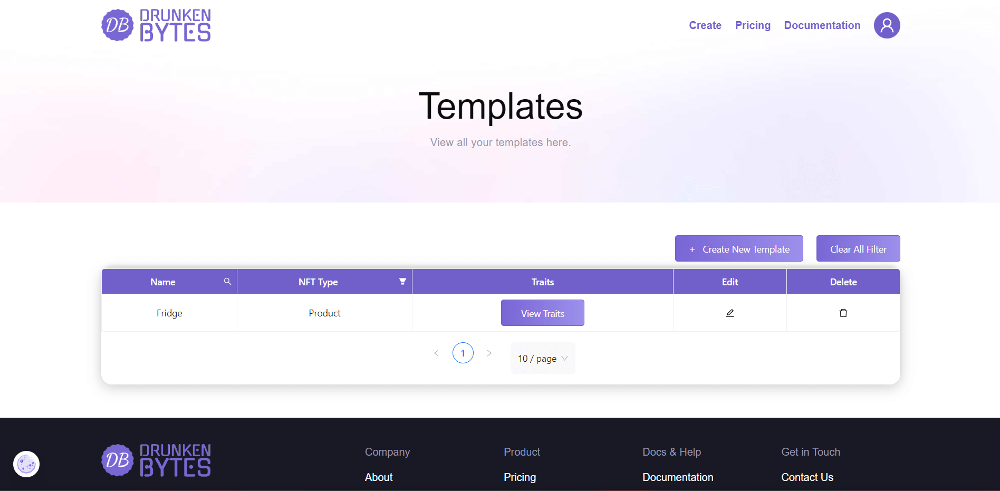 DB DRUNKEN BYTES
Create Pricing Documentation
Templates
View all your templates here.
+ Create New Template Clear All Filter
Name NFT Type Traits Edit Delete
Fridge Product View Traits
< 1 > 10 / page
DB DRUNKEN BYTES
Company Product Docs & Help Get in Touch
About Pricing Documentation Contact Us